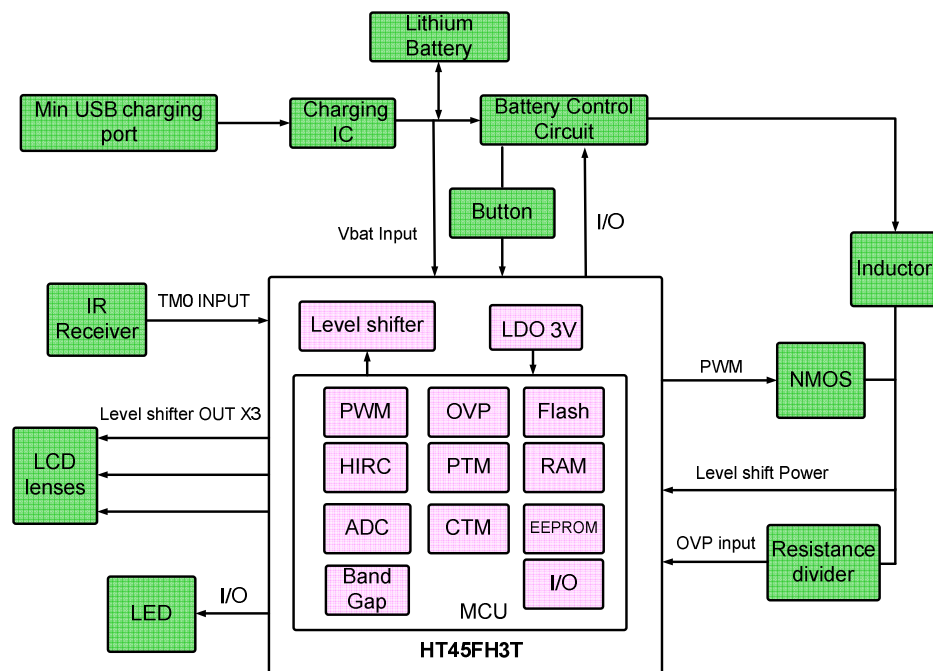 Lithium
Battery
Min USB charging
port
Charging
IC
Battery Control
Circuit
Button
Vbat Input
I/O
Inductor
IR
Receiver
TM0 INPUT
Level shifter
LDO 3V
PWM
NMOS
PWM
OVP
Flash
Level shifter OUT X3
LCD
lenses
HIRC
PTM
RAM
Level shift Power
ADC
CTM
EEPROM
OVP input
Resistance
divider
Band
Gap
I/O
MCU
LED
I/O
HT45FH3T